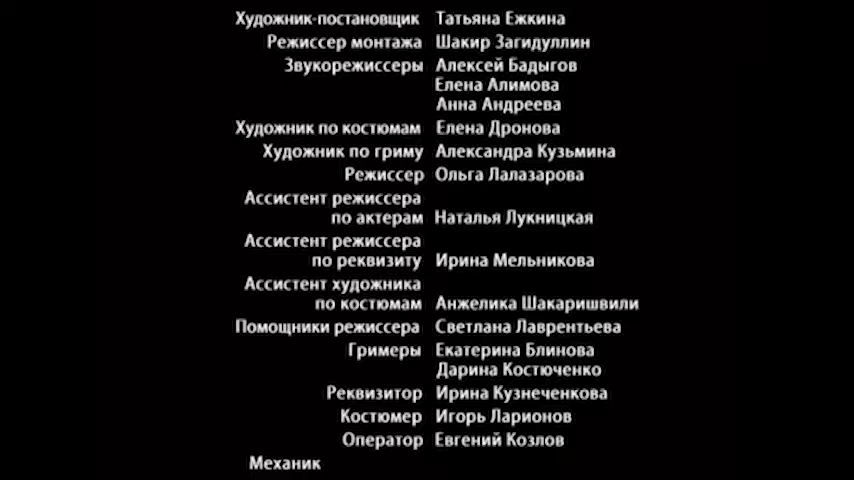 Художник-постановщик Татьяна Ежкина
Режиссер монтажа Шакир Загидуллин
Звукорежиссеры Алексей Бадыгов
Елена Алимова
Анна Андреева
Художник по костюмам Елена Дронова
Художник по гриму Александра Кузьмина
Режиссер Ольга Лалазарова
Ассистент режиссера
по актерам Наталья Лукницкая
Ассистент режиссера
по реквизиту Ирина Мельникова
Ассистент художника
по костюмам Анжелика Шакаришвили
Помощники режиссера Светлана Лаврентьева
Гримеры Екатерина Блинова
Дарина Костюченко
Реквизитор Ирина Кузнеченкова
Костюмер Игорь Ларионов
Оператор Евгений Козлов
Механик